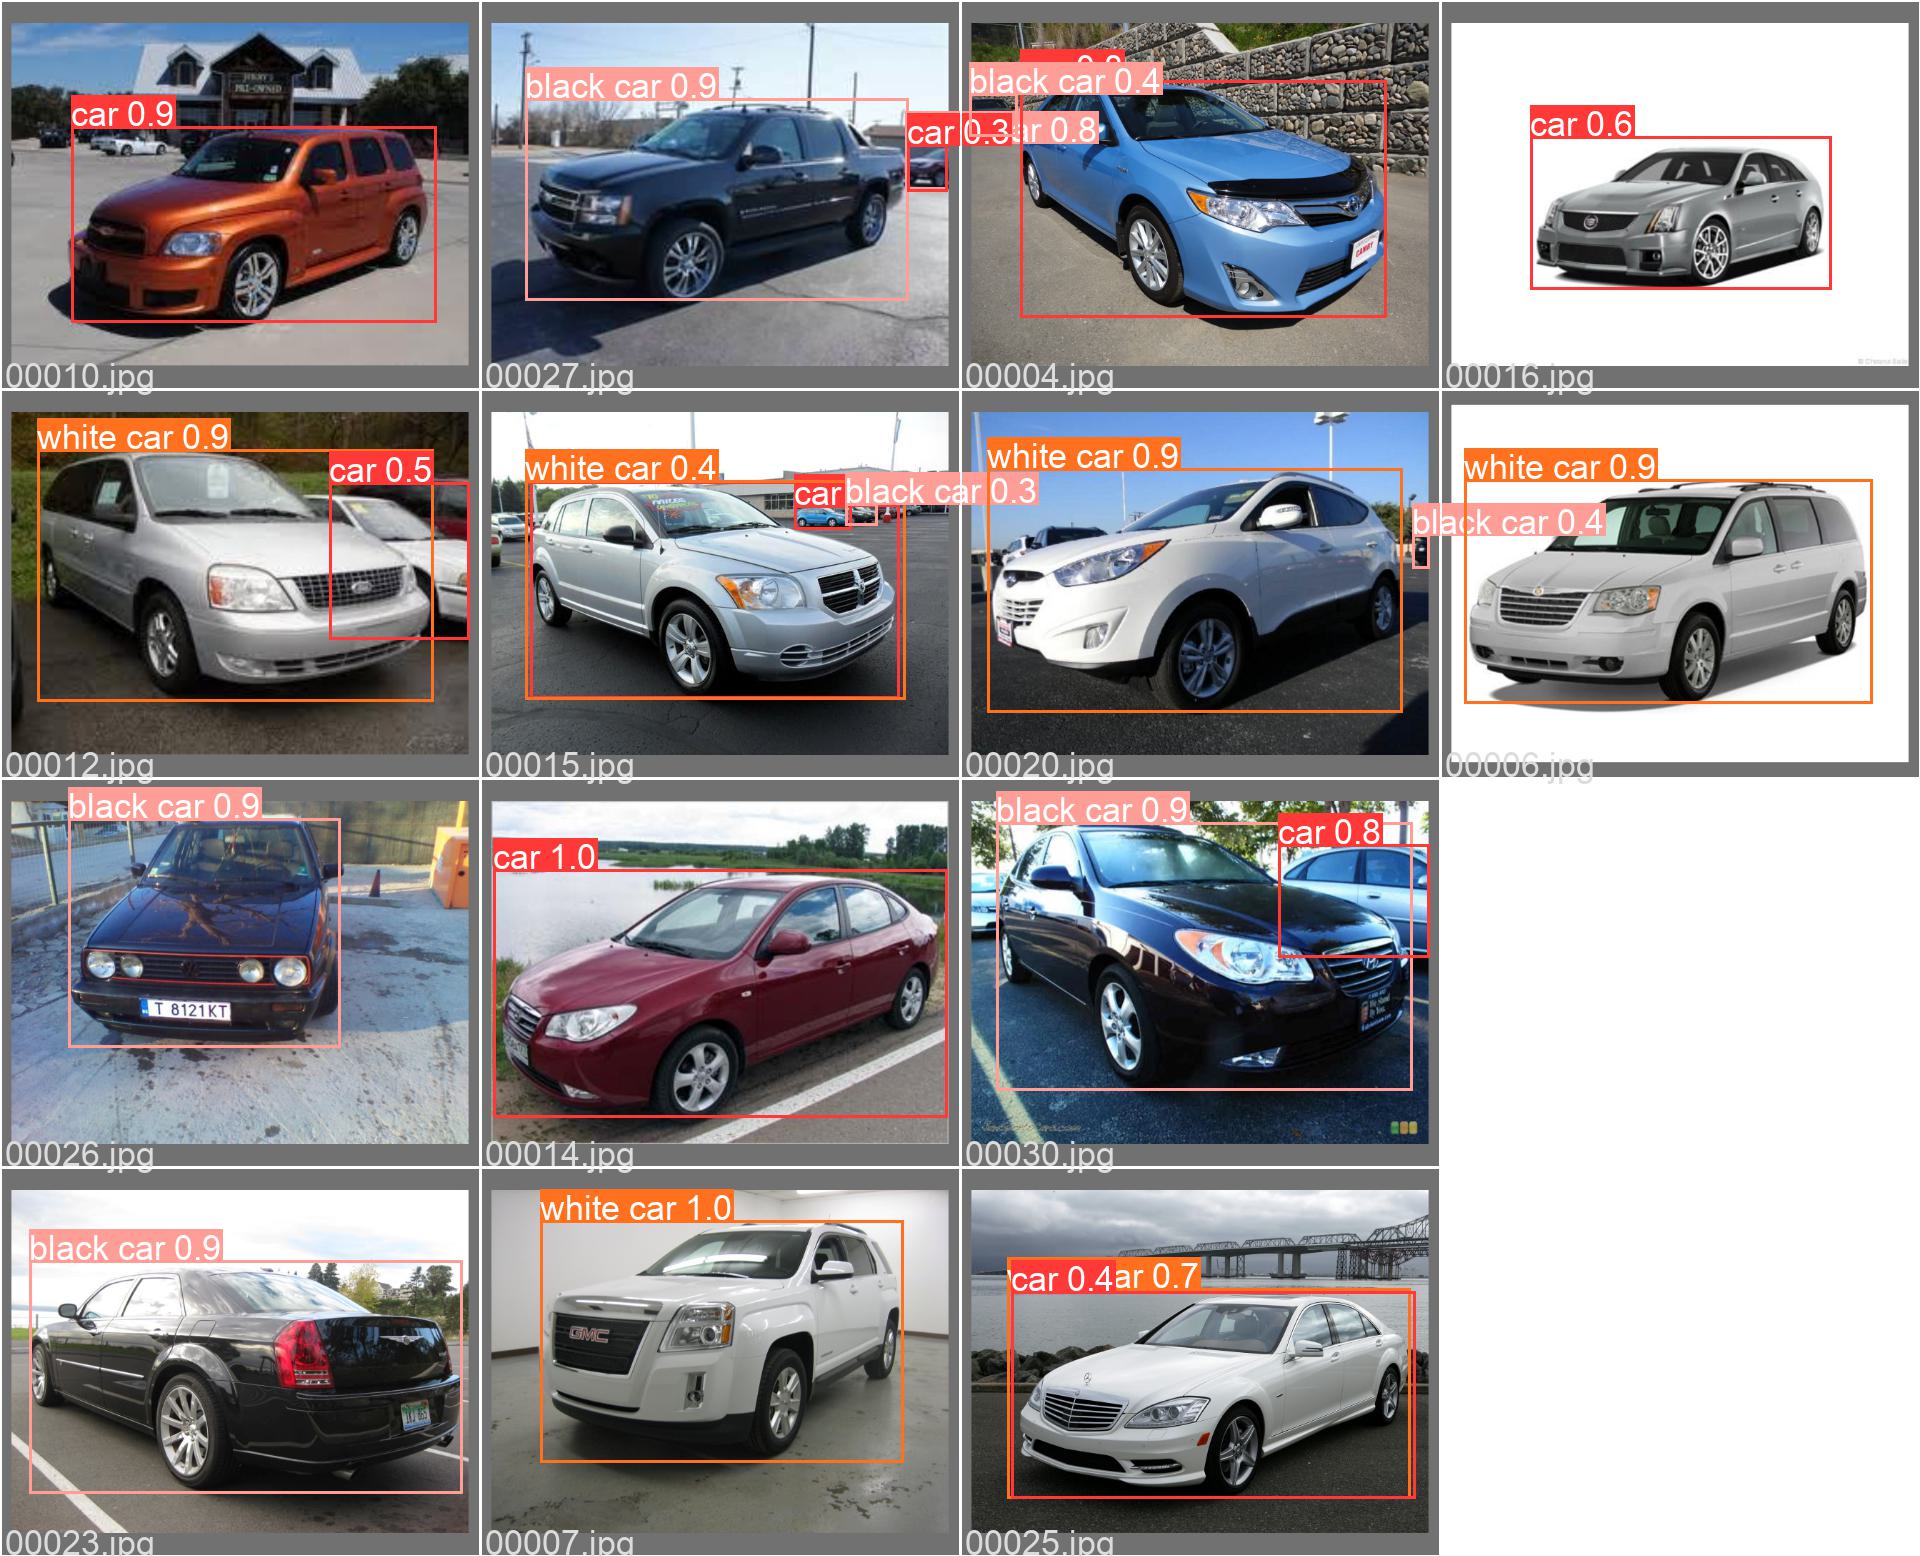 JERRY'S
PRE-OWNED
car 0.9
00010.jpg
black car 0.9
car 0.3
00027.jpg
black car 0.4
ar 0.8
CAMRY
00004.jpg
car 0.6
00016.jpg
white car 0.9
car 0.5
00012.jpg
white car 0.4
car
black car 0.3
00015.jpg
white car 0.9
black car 0.4
00020.jpg
white car 0.9
00006.jpg
black car 0.9
T 8121KT
00026.jpg
car 1.0
00014.jpg
black car 0.9
car 0.8
00030.jpg
black car 0.9
00023.jpg
white car 1.0
GMC
00007.jpg
car 0.4
ar 0.7
00025.jpg